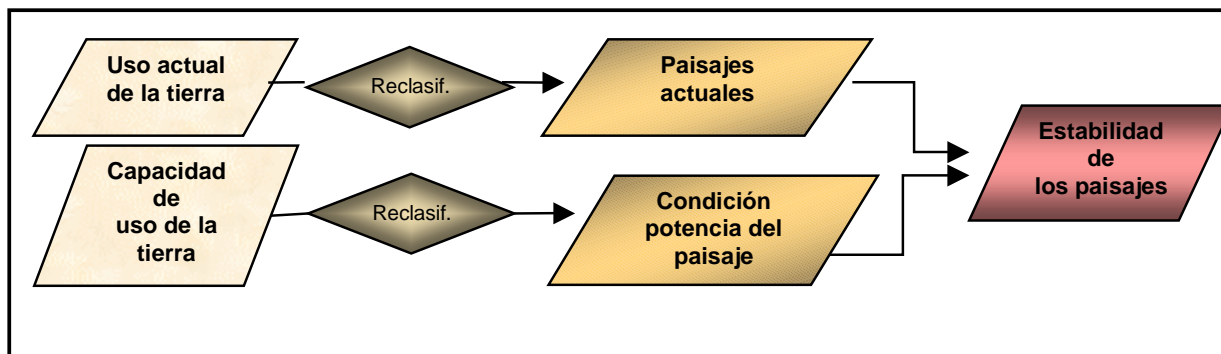 Uso actual
de la tierra
Reclasif.
Paisajes
actuales
Capacidad
de
uso de la
tierra
Reclasif.
Condición
potencia del
paisaje
Estabilidad
de
los paisajes